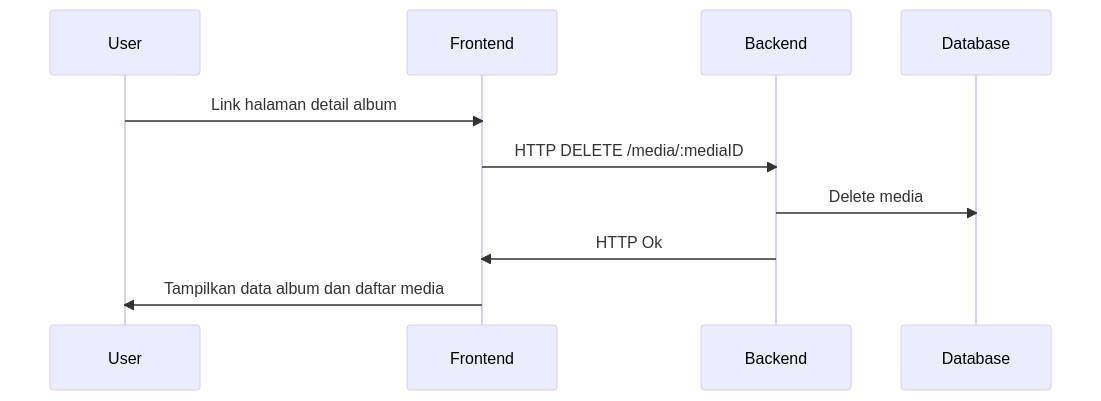 User
Frontend
Backend
Database
Link halaman detail album
HTTP DELETE /media/:mediaID
Delete media
HTTP Ok
Tampilkan data album dan daftar media
User
Frontend
Backend
Database